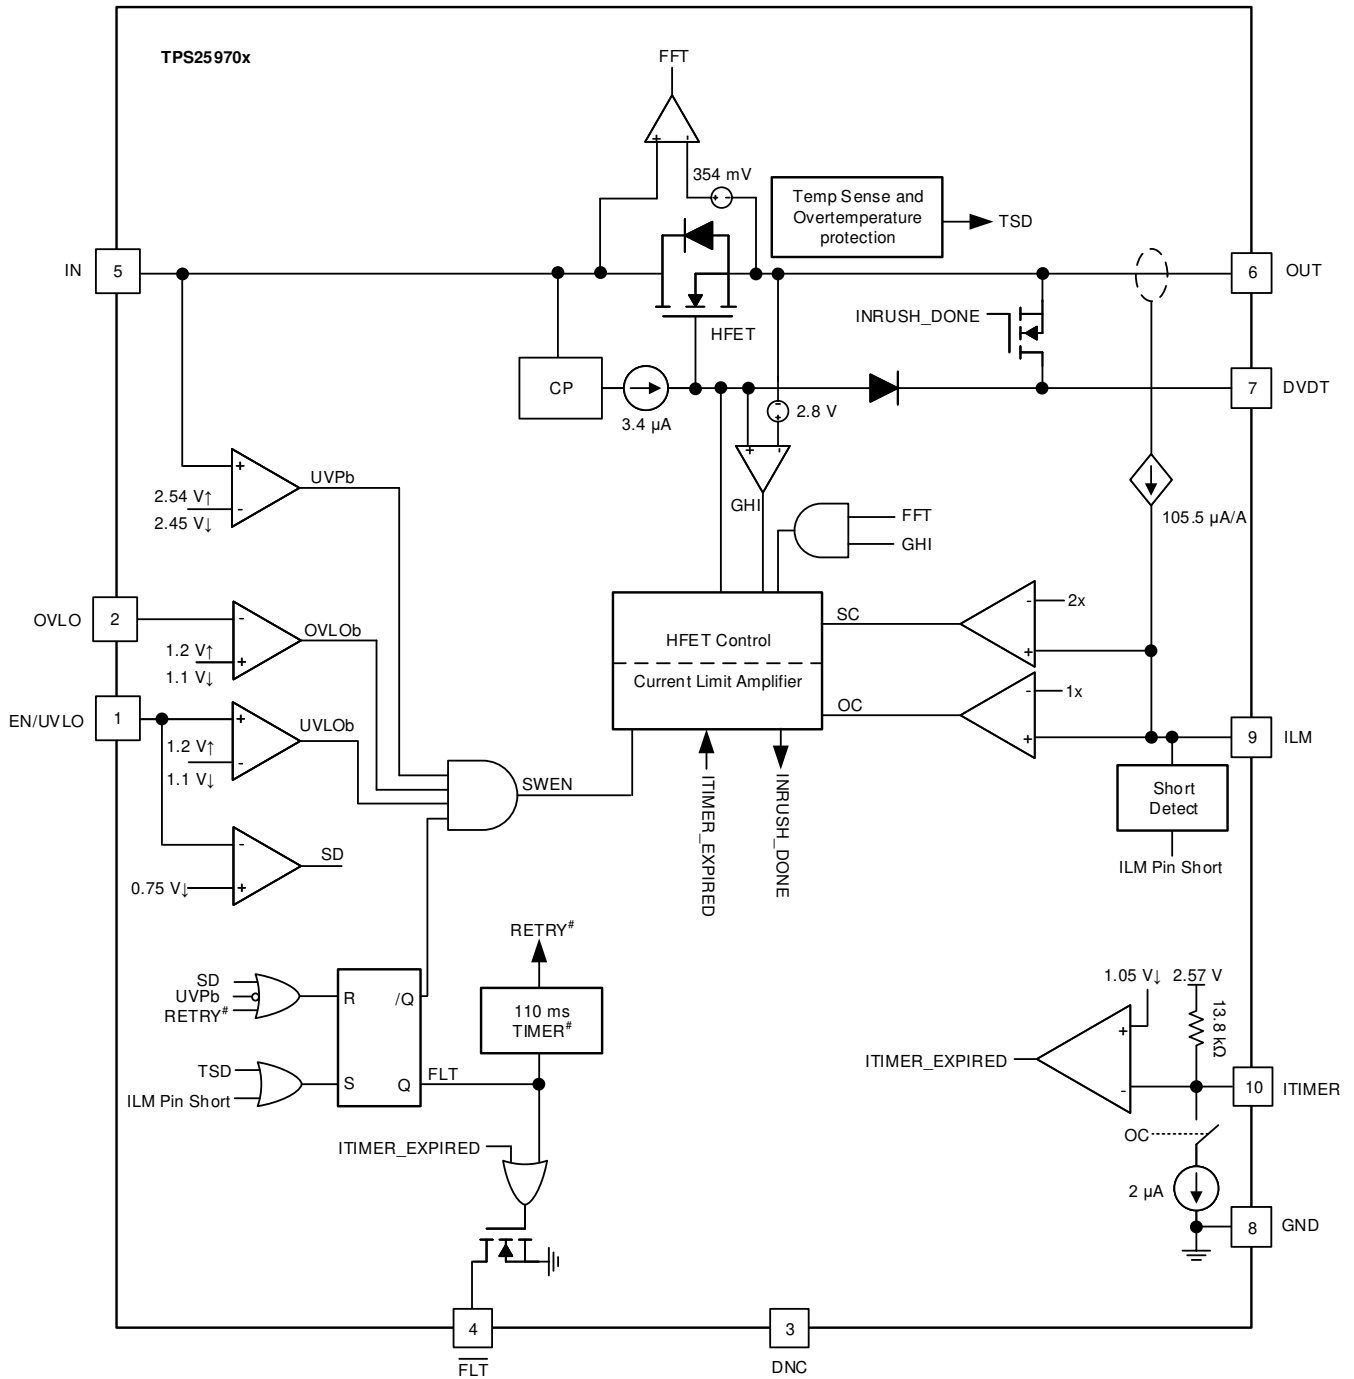 TPS25970x
FFT
+ -
354 mV
+ -
Temp Sense and
Overtemperature
protection
TSD
IN
5
6
OUT
HFET
INRUSH_DONE
CP
3.4 µA
-
+
2.8 V
7
DVDT
+ -
GHI
UVPb
+
-
2.54 V↑
2.45 V↓
FFT
GHI
105.5 µA/A
OVLO
2
-
+
1.2 V↑
1.1 V↓
OVLOb
HFET Control
Current Limit Amplifier
SC
-
+
2x
OC
-
+
1x
EN/UVLO
1
+
-
1.2 V↑
1.1 V↓
UVLOb
9
ILM
SWEN
ITIMER_EXPIRED
INRUSH_DONE
Short
Detect
ILM Pin Short
-
+
0.75 V↓
SD
RETRY#
110 ms
TIMER#
SD
UVPb
RETRY#
R
/Q
TSD
ILM Pin Short
S
Q
FLT
ITIMER_EXPIRED
1.05 V↓
2.57 V
13.8 kΩ
ITIMER_EXPIRED
+
-
10
ITIMER
OC
2 µA
8
GND
4
FLT
3
DNC